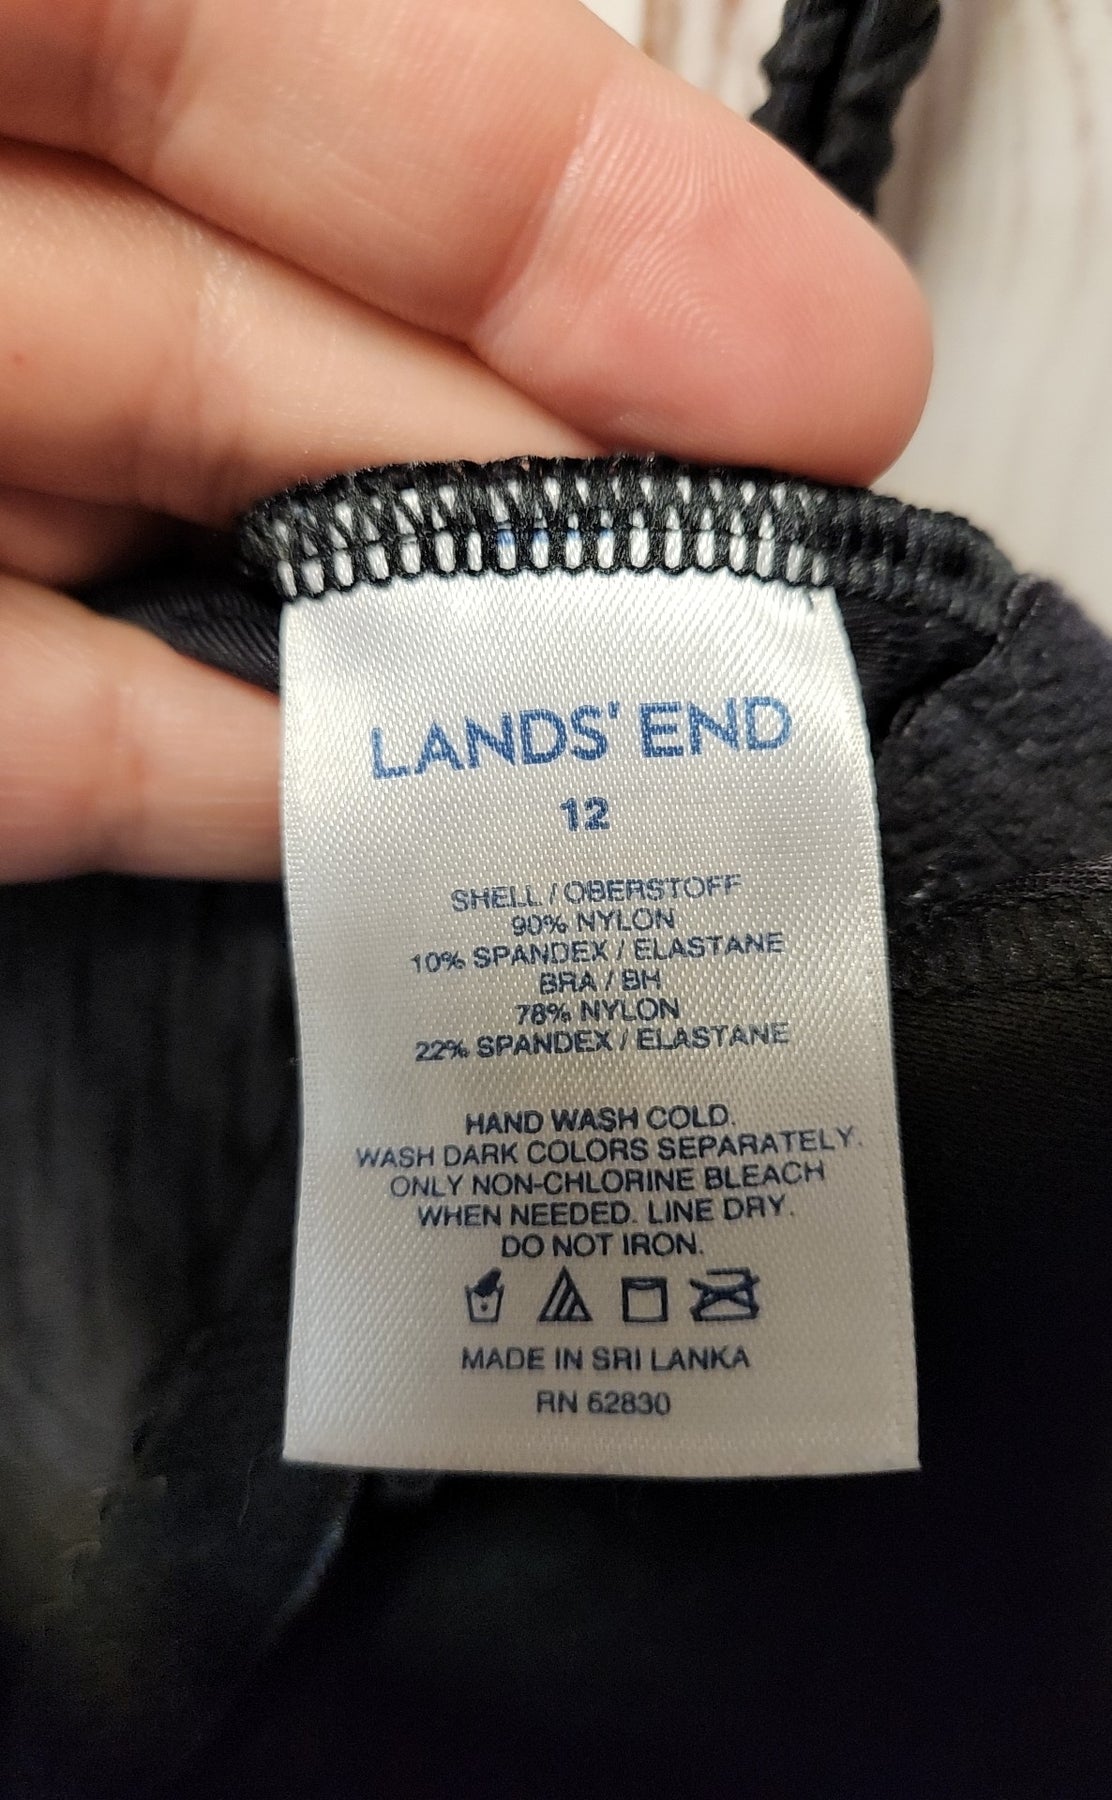 LANDS' END
12
SHELL / OBERSTOFF
90% NYLON
10% SPANDEX / ELASTANE
BRA / BH
78% NYLON
22% SPANDEX / ELASTANE
HAND WASH COLD.
WASH DARK COLORS SEPARATELY.
ONLY NON-CHLORINE BLEACH
WHEN NEEDED. LINE DRY.
DO NOT IRON.
MADE IN SRI LANKA
RN 62830